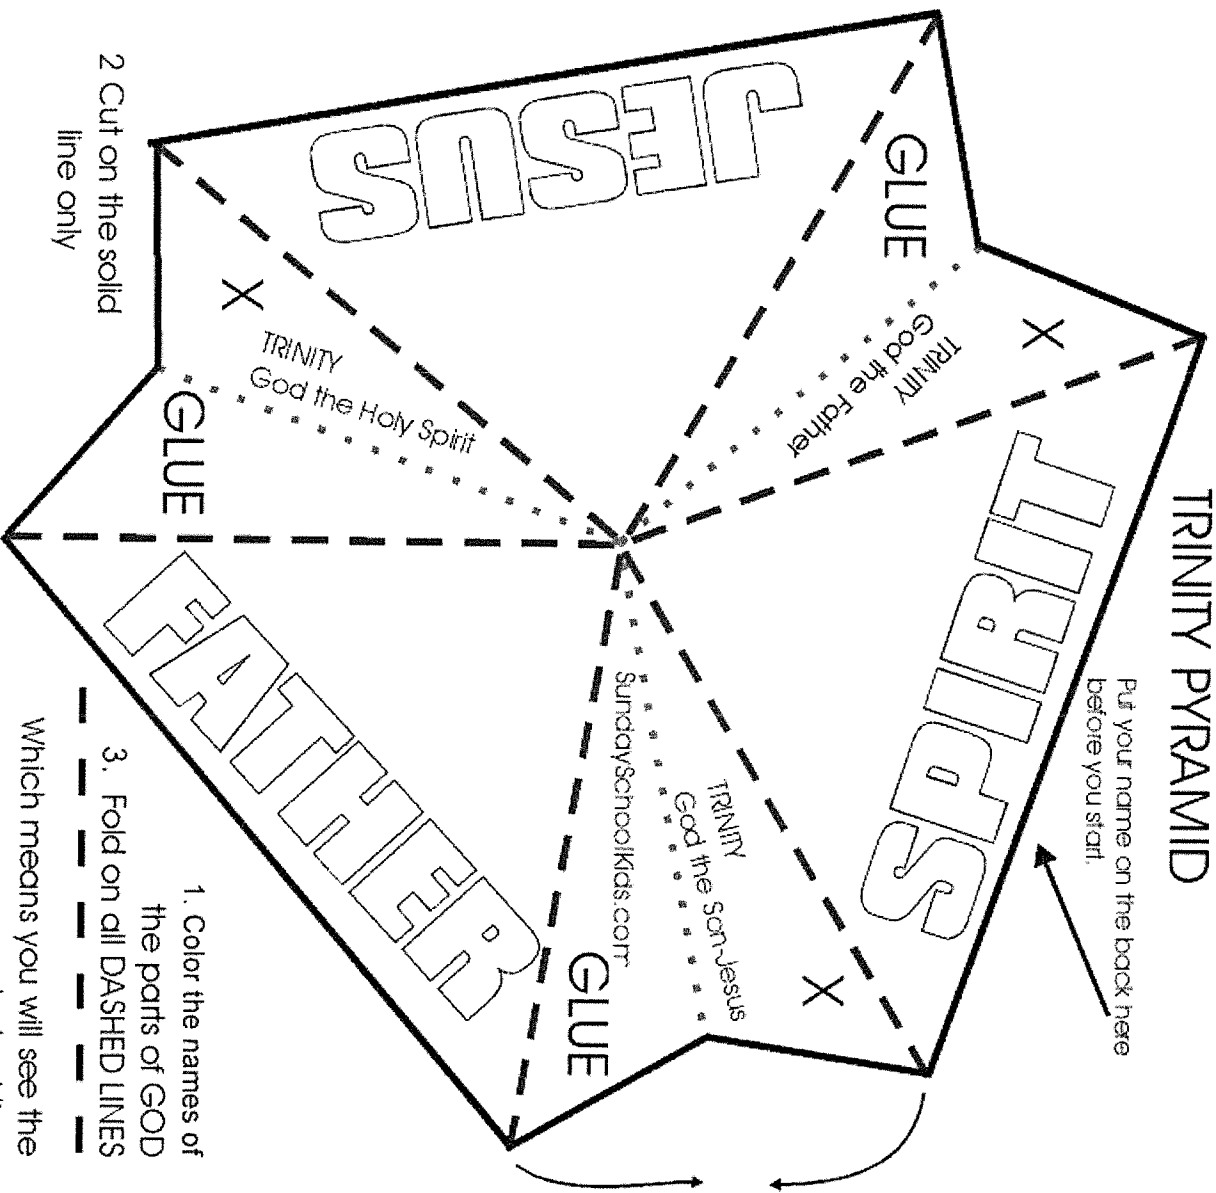 TRINITY PYRAMID
Put your name on the back here
before you start.
SPIRIT
X
TRINITY
God the Father
GLUE
JESUS
2 Cut on the solid
line only
X
TRINITY
God the Holy Spirit
GLUE
FATHER
TRINITY
God the Son-Jesus
X
SundaySchoolKids.com
GLUE
1. Color the names of
the parts of GOD
3. Fold on all DASHED LINES
Which means you will see the